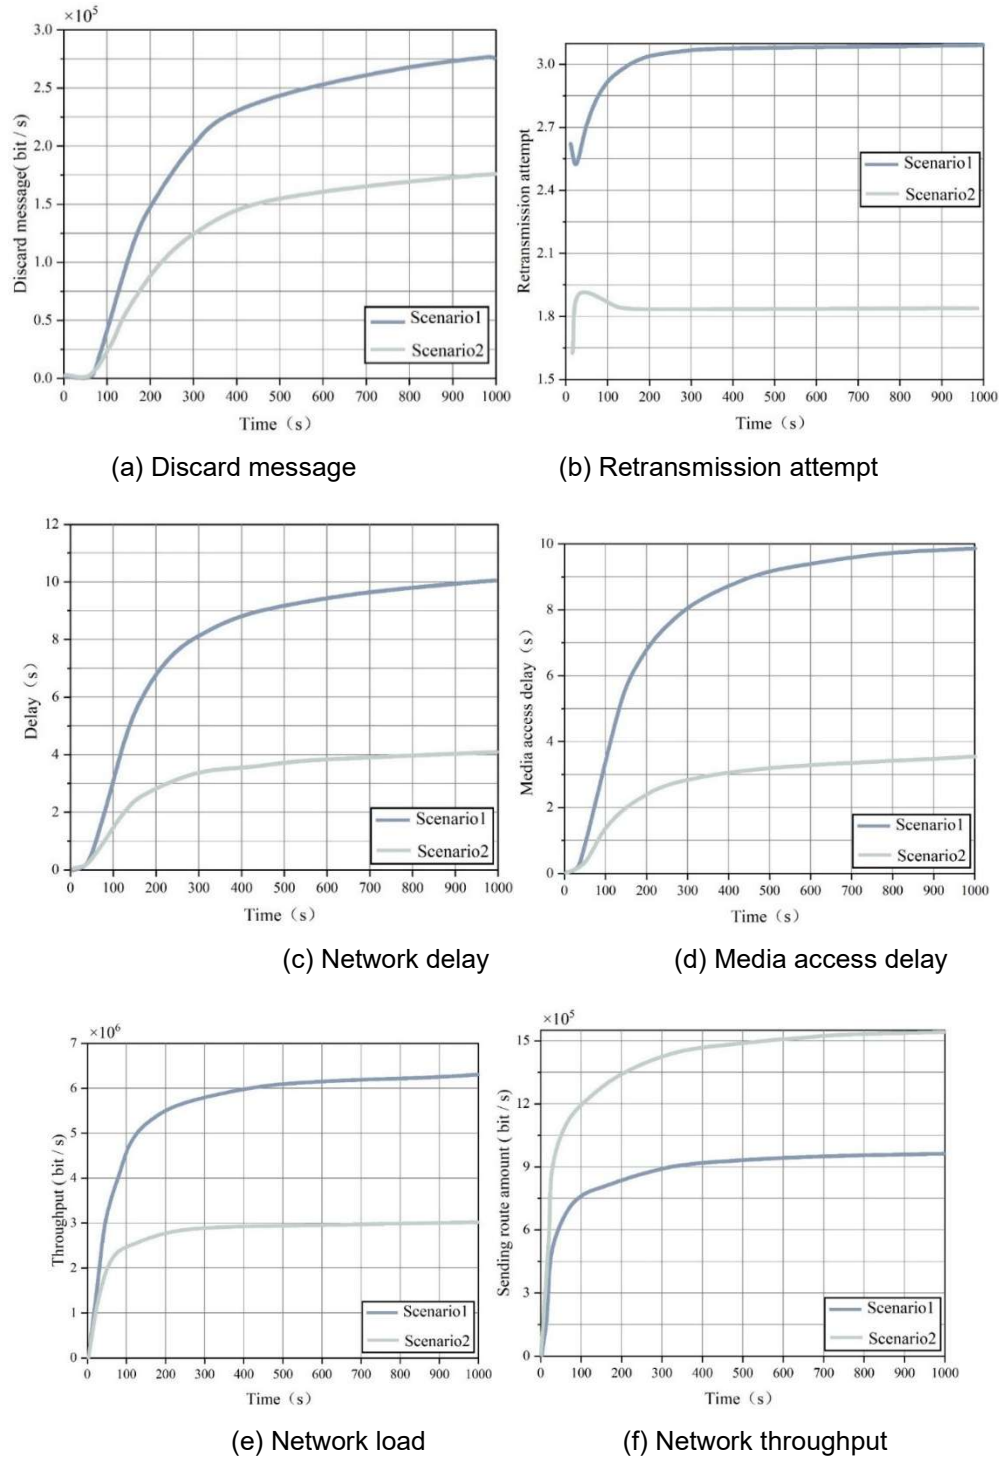 ×10⁵
3.0
2.5
2.0
1.5
1.0
0.5
0.0
Discard message( bit / s)
Scenario1
Scenario2
0 100 200 300 400 500 600 700 800 900 1000
Time（s）
(a) Discard message
3.0
2.7
2.4
2.1
1.8
1.5
Retransmission attempt
Scenario1
Scenario2
0 100 200 300 400 500 600 700 800 900 1000
Time（s）
(b) Retransmission attempt
12
10
8
6
4
2
0
Delay（s）
Scenario1
Scenario2
0 100 200 300 400 500 600 700 800 900 1000
Time（s）
(c) Network delay
10
8
6
4
2
0
Media access delay（s）
Scenario1
Scenario2
0 100 200 300 400 500 600 700 800 900 1000
Time（s）
(d) Media access delay
×10⁶
7
6
5
4
3
2
1
0
Throughput ( bit / s)
Scenario1
Scenario2
0 100 200 300 400 500 600 700 800 900 1000
Time（s）
(e) Network load
×10⁵
15
12
9
6
3
0
Sending route amount ( bit / s)
Scenario1
Scenario2
0 100 200 300 400 500 600 700 800 900 1000
Time（s）
(f) Network throughput